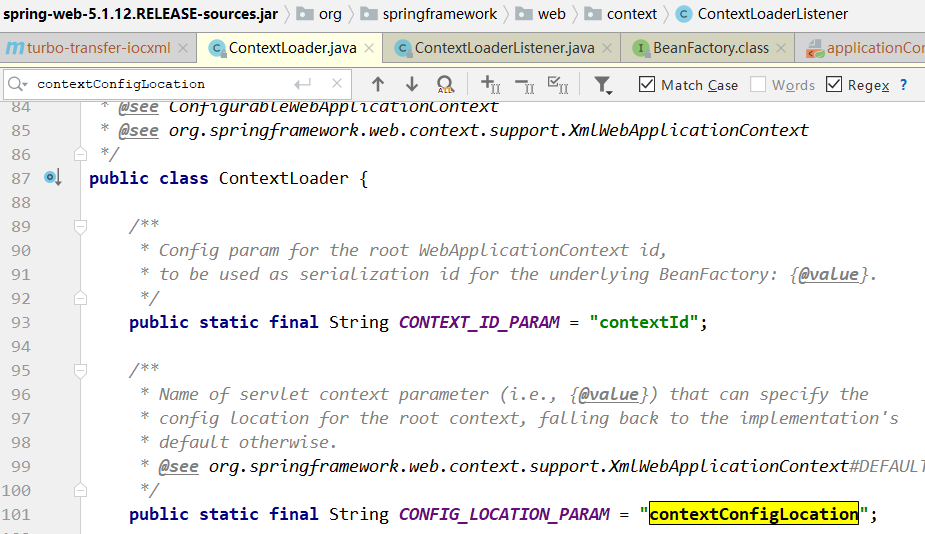 spring-web-5.1.12.RELEASE-sources.jar org springframework web context ContextLoaderListener
turbo-transfer-iocxml ContextLoader.java ContextLoaderListener.java BeanFactory.class applicationCon
contextConfigLocation Match Case Words Regex ?
84 * @see ConfigurableWebApplicationContext
85 * @see org.springframework.web.context.support.XmlWebApplicationContext
86 */
87 public class ContextLoader {
88
89 /**
90 * Config param for the root WebApplicationContext id,
91 * to be used as serialization id for the underlying BeanFactory: {@value}.
92 */
93 public static final String CONTEXT_ID_PARAM = "contextId";
94
95 /**
96 * Name of servlet context parameter (i.e., {@value}) that can specify the
97 * config location for the root context, falling back to the implementation's
98 * default otherwise.
99 * @see org.springframework.web.context.support.XmlWebApplicationContext#DEFAULT
100 */
101 public static final String CONFIG_LOCATION_PARAM = "contextConfigLocation";